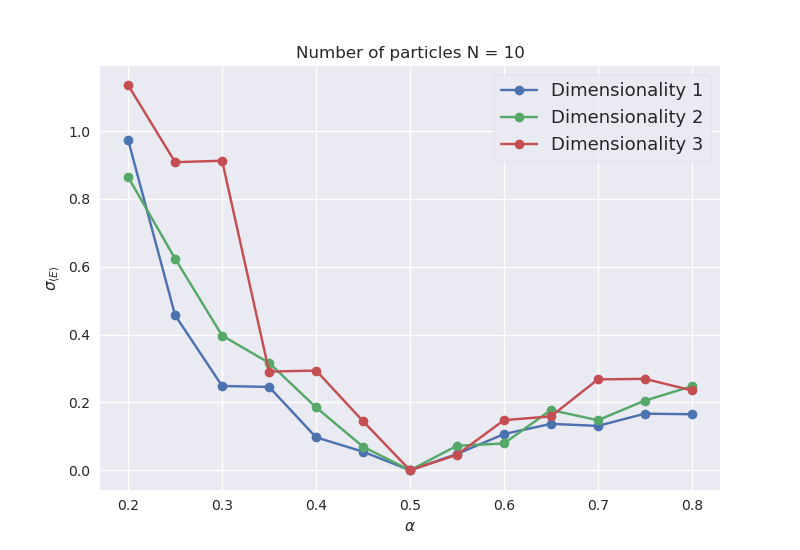 Number of particles N = 10
Dimensionality 1
Dimensionality 2
Dimensionality 3
1.0
0.8
0.6
0.4
0.2
0.0
σ⟨E⟩
0.2 0.3 0.4 0.5 0.6 0.7 0.8
α